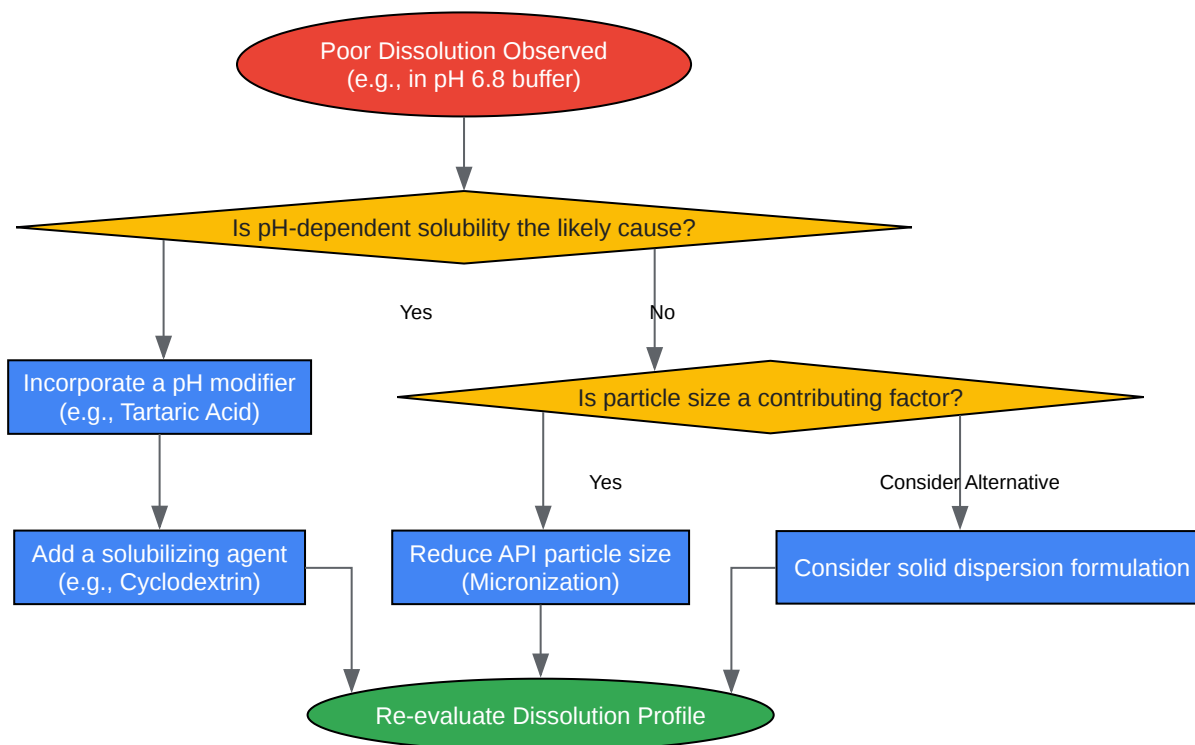 Poor Dissolution Observed
(e.g., in pH 6.8 buffer)
Is pH-dependent solubility the likely cause?
Yes
No
Incorporate a pH modifier
(e.g., Tartaric Acid)
Is particle size a contributing factor?
Yes
Consider Alternative
Add a solubilizing agent
(e.g., Cyclodextrin)
Reduce API particle size
(Micronization)
Consider solid dispersion formulation
Re-evaluate Dissolution Profile